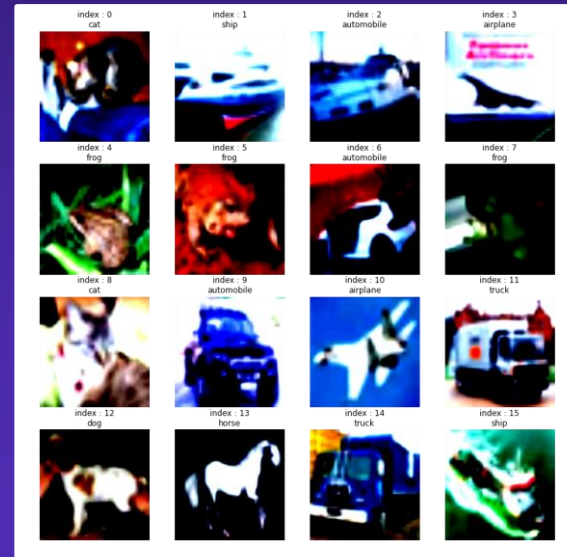 index : 0
cat
index : 1
ship
index : 2
automobile
index : 3
airplane
index : 4
frog
index : 5
frog
index : 6
automobile
index : 7
frog
index : 8
cat
index : 9
automobile
index : 10
airplane
index : 11
truck
index : 12
dog
index : 13
horse
index : 14
truck
index : 15
ship